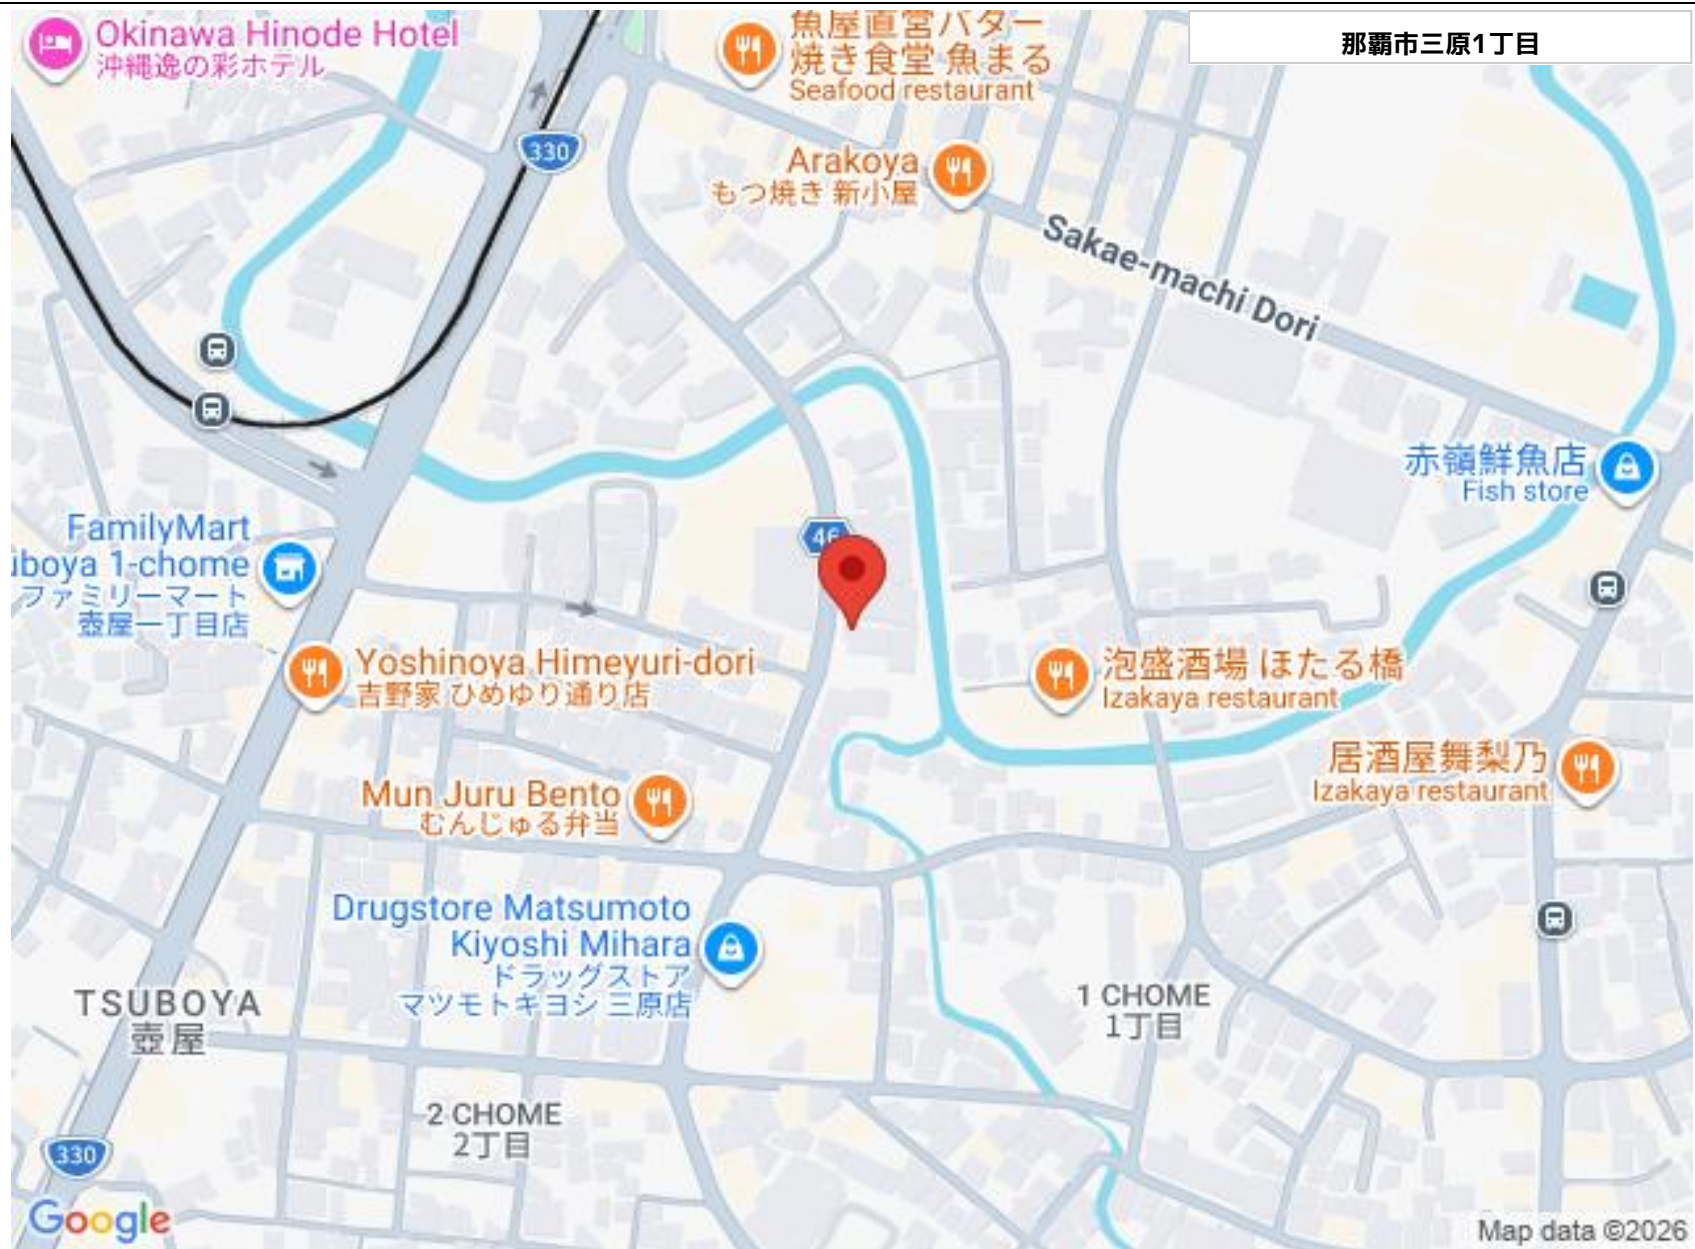 Okinawa Hinode Hotel
沖縄逸の彩ホテル
魚屋直営バター
焼き食堂 魚まる
Seafood restaurant
那覇市三原1丁目
330
Arakoya
もつ焼き 新小屋
Sakae-machi Dori
赤嶺鮮魚店
Fish store
FamilyMart
uboya 1-chome
ファミリーマート
壺屋一丁目店
46
Yoshinoya Himeyuri-dori
吉野家 ひめゆり通り店
泡盛酒場 ほたる橋
Izakaya restaurant
居酒屋舞梨乃
Izakaya restaurant
Mun Juru Bento
むんじゅる弁当
Drugstore Matsumoto
Kiyoshi Mihara
ドラッグストア
マツモトキヨシ 三原店
TSUBOYA
壺屋
1 CHOME
1丁目
2 CHOME
2丁目
330
Google
Map data ©2026